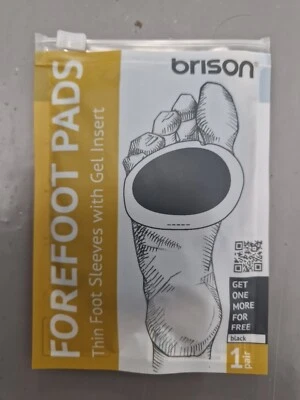 brison®
FOREFOOT PADS
Thin Foot Sleeves with Gel Insert
GET
ONE
MORE
FOR
FREE
black
1 pair